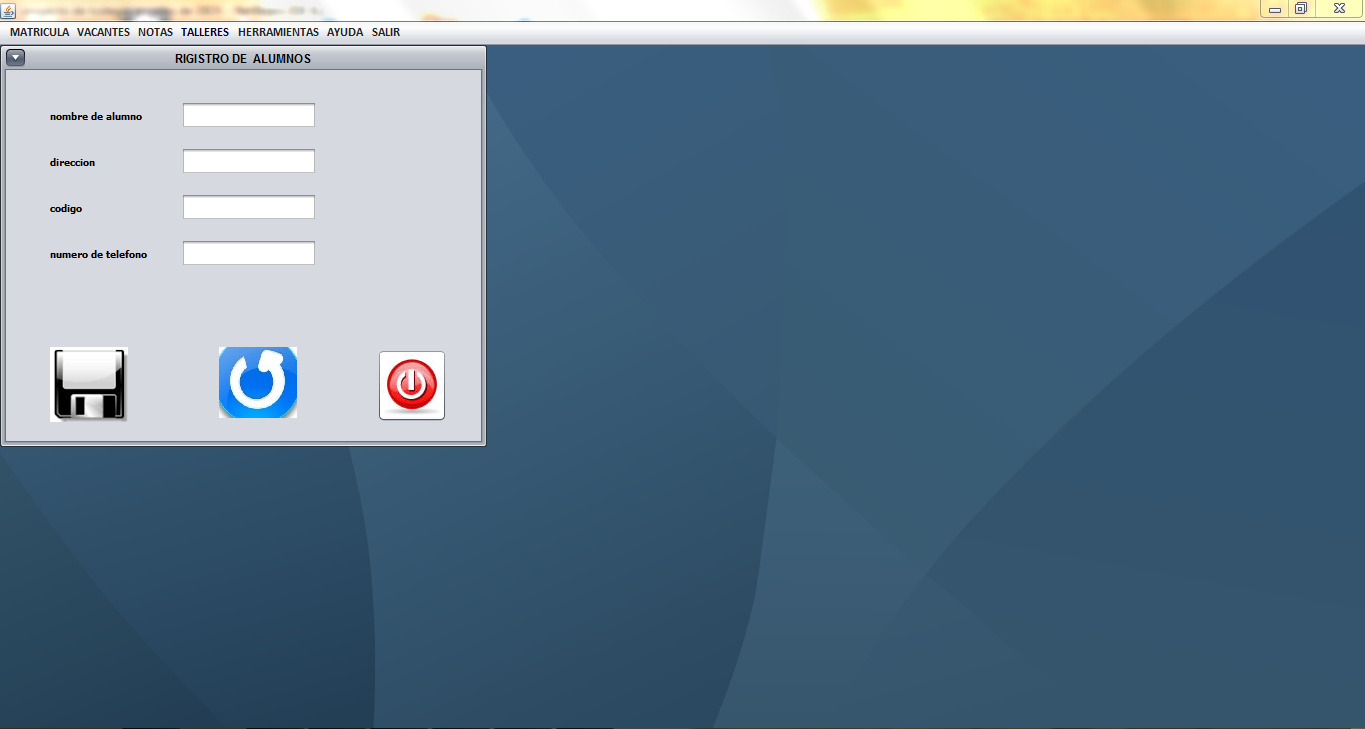 MATRICULA VACANTES NOTAS TALLERES HERRAMIENTAS AYUDA SALIR
RIGISTRO DE ALUMNOS
nombre de alumno
direccion
codigo
numero de telefono